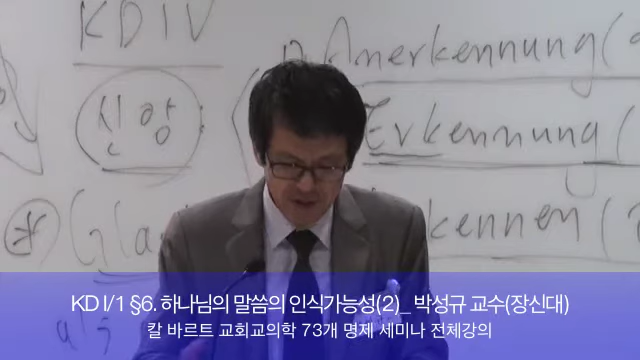 KD IV
1) Anerkennung(
신앙
Erkennung(
kennen(
KD I/1 §6. 하나님의 말씀의 인식가능성(2)_ 박성규 교수(장신대)
칼 바르트 교회교의학 73개 명제 세미나 전체강의